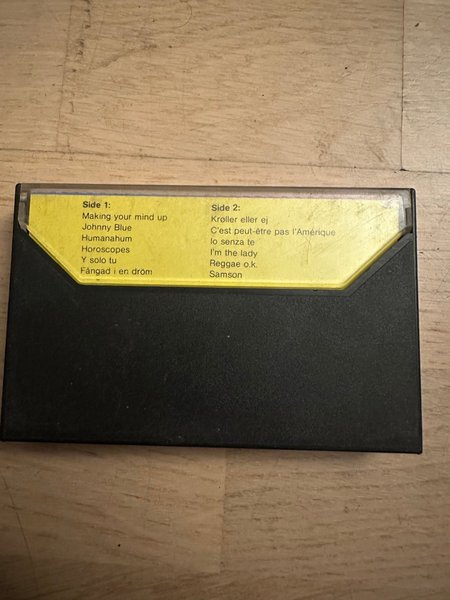 Side 1:
Making your mind up
Johnny Blue
Humanahum
Horoscopes
Y solo tu
Fångad i en dröm
Side 2:
Krøller eller ej
C'est peut-être pas l'Amérique
Io senza te
I'm the lady
Reggae o.k.
Samson